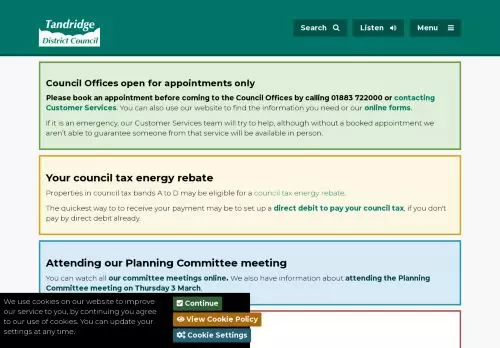 Tandridge
District Council
Search
Listen
Menu
Council Offices open for appointments only
Please book an appointment before coming to the Council Offices by calling 01883 722000 or contacting
Customer Services. You can also use our website to find the information you need or our online forms.
If it is an emergency, our Customer Services team will try to help, although without a booked appointment we
aren't able to guarantee someone from that service will be available in person.
Your council tax energy rebate
Properties in council tax bands A to D may be eligible for a council tax energy rebate.
The quickest way to to receive your payment may be to set up a direct debit to pay your council tax, if you don't
pay by direct debit already.
Attending our Planning Committee meeting
You can watch all our committee meetings online. We also have information about attending the Planning
Committee meeting on Thursday 3 March.
We use cookies on our website to improve
our service to you, by continuing you agree
to our use of cookies. You can update your
settings at any time.
Continue
View Cookie Policy
Cookie Settings